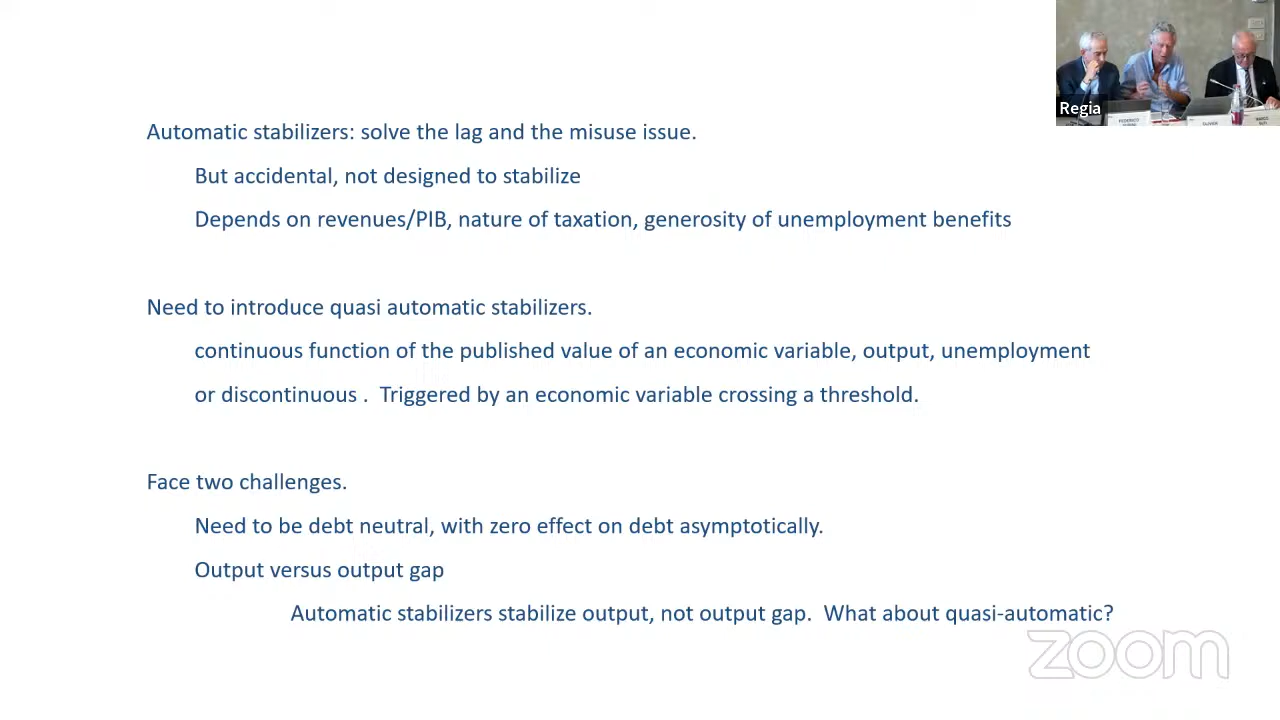 Automatic stabilizers: solve the lag and the misuse issue.
But accidental, not designed to stabilize
Depends on revenues/PIB, nature of taxation, generosity of unemployment benefits
Need to introduce quasi automatic stabilizers.
continuous function of the published value of an economic variable, output, unemployment
or discontinuous . Triggered by an economic variable crossing a threshold.
Face two challenges.
Need to be debt neutral, with zero effect on debt asymptotically.
Output versus output gap
Automatic stabilizers stabilize output, not output gap. What about quasi-automatic?
Regia
FEDERICO
OLIVIER
MARCO
BUTI
zoom